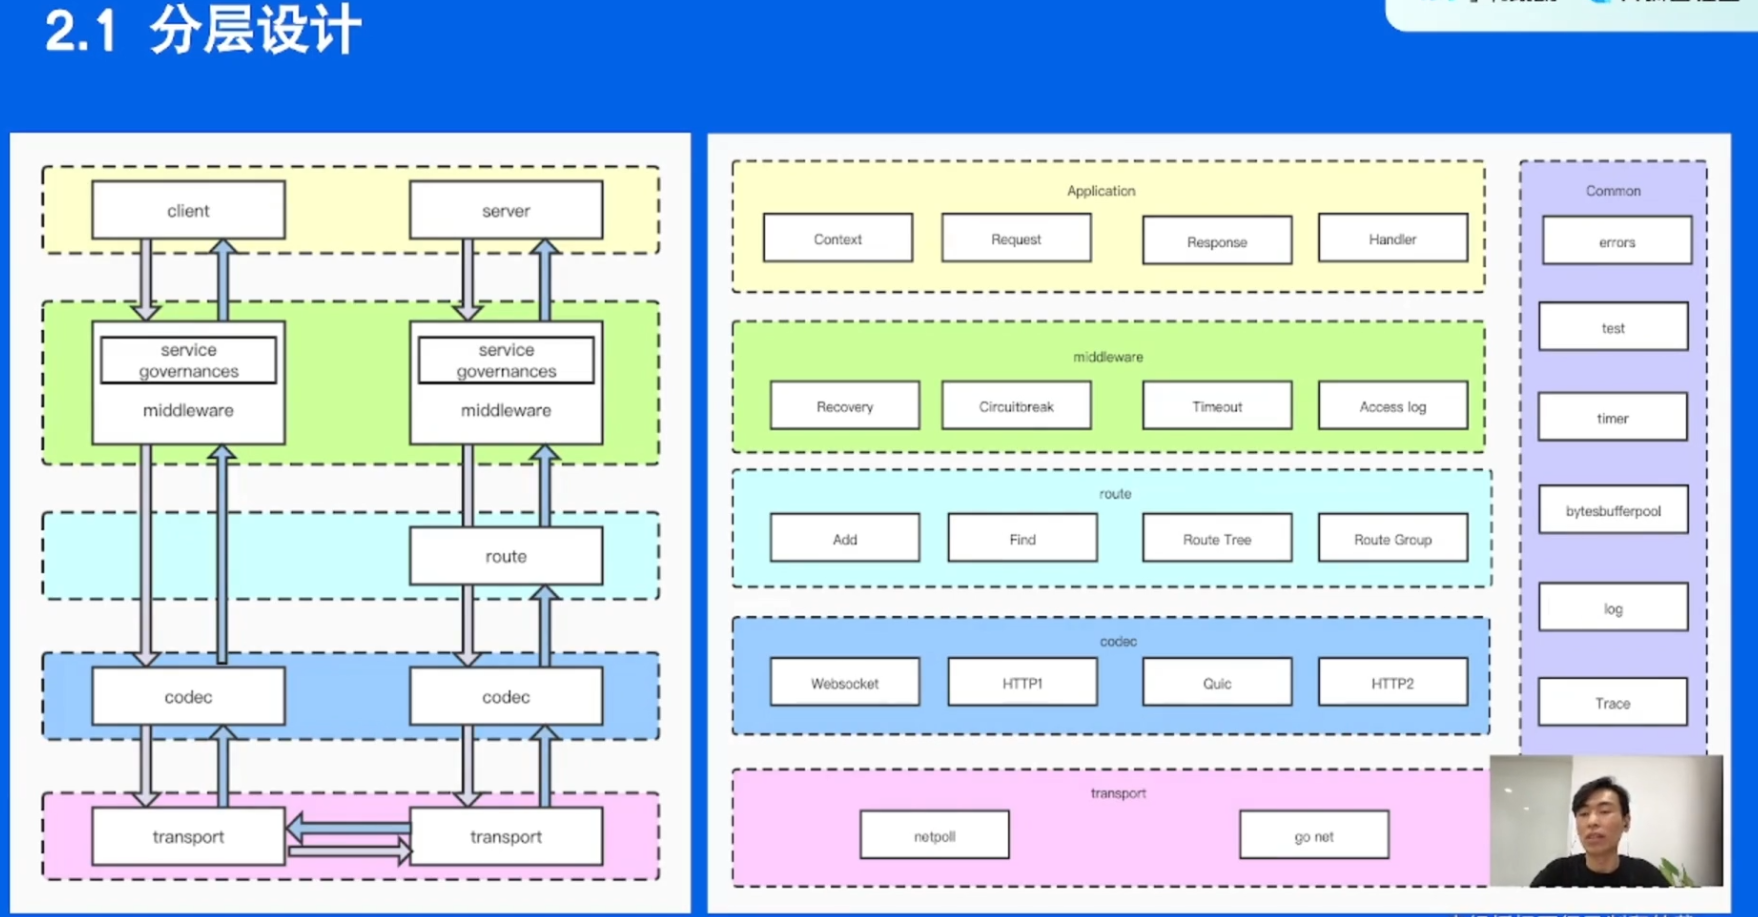 2.1 分层设计
client
server
service
governances
middleware
service
governances
middleware
route
codec
codec
transport
transport
Application
Context
Request
Response
Handler
middleware
Recovery
Circuitbreak
Timeout
Access log
route
Add
Find
Route Tree
Route Group
codec
Websocket
HTTP1
Quic
HTTP2
transport
netpoll
go net
Common
errors
test
timer
bytesbufferpool
log
Trace